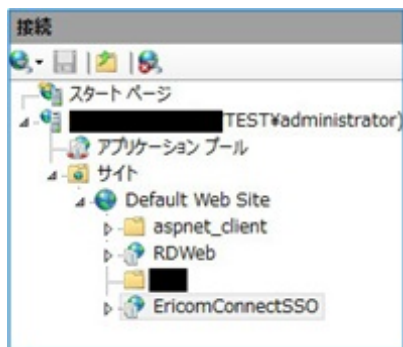 接続
スタート ページ
TEST¥administrator)
アプリケーション プール
サイト
Default Web Site
aspnet_client
RDWeb
EricomConnectSSO